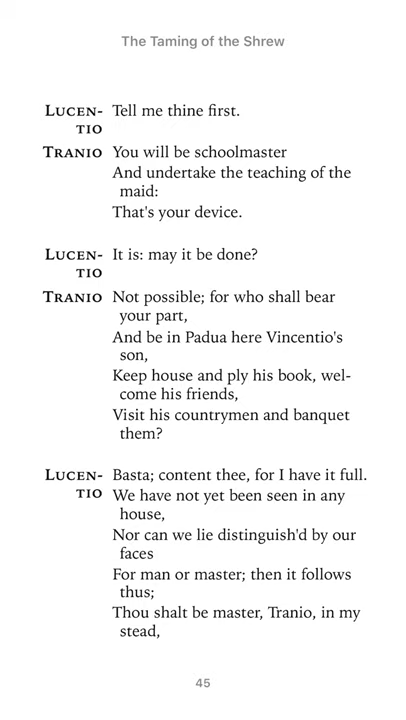 The Taming of the Shrew
LUCEN- Tell me thine first.
TIO
TRANIO You will be schoolmaster
And undertake the teaching of the
maid:
That's your device.
LUCEN- It is: may it be done?
TIO
TRANIO Not possible; for who shall bear
your part,
And be in Padua here Vincentio's
son,
Keep house and ply his book, wel-
come his friends,
Visit his countrymen and banquet
them?
LUCEN- Basta; content thee, for I have it full.
TIO We have not yet been seen in any
house,
Nor can we lie distinguish'd by our
faces
For man or master; then it follows
thus;
Thou shalt be master, Tranio, in my
stead,
45